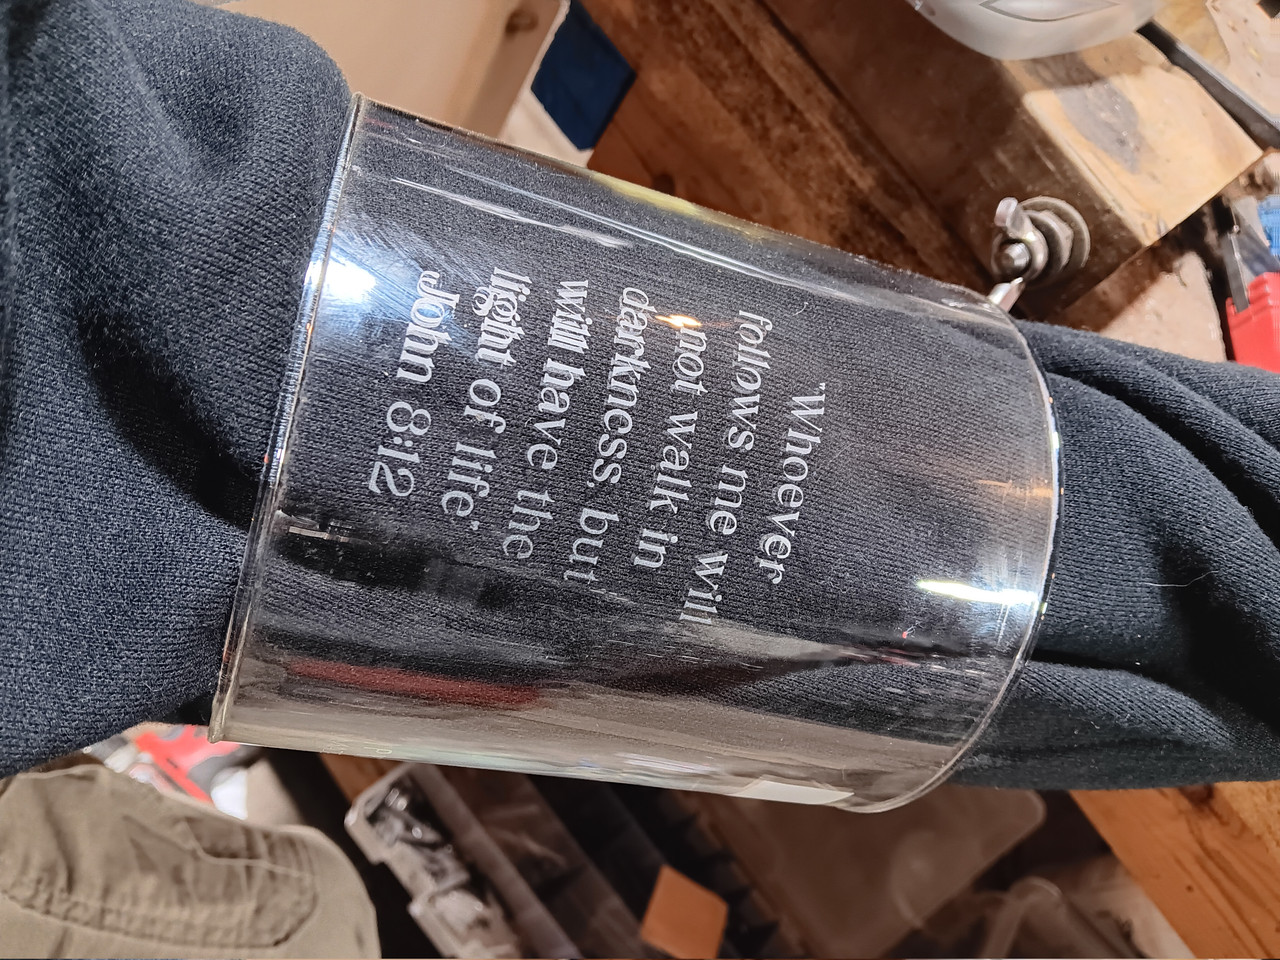 "Whoever
follows me will
not walk in
darkness, but
will have the
light of life"
John 8:12